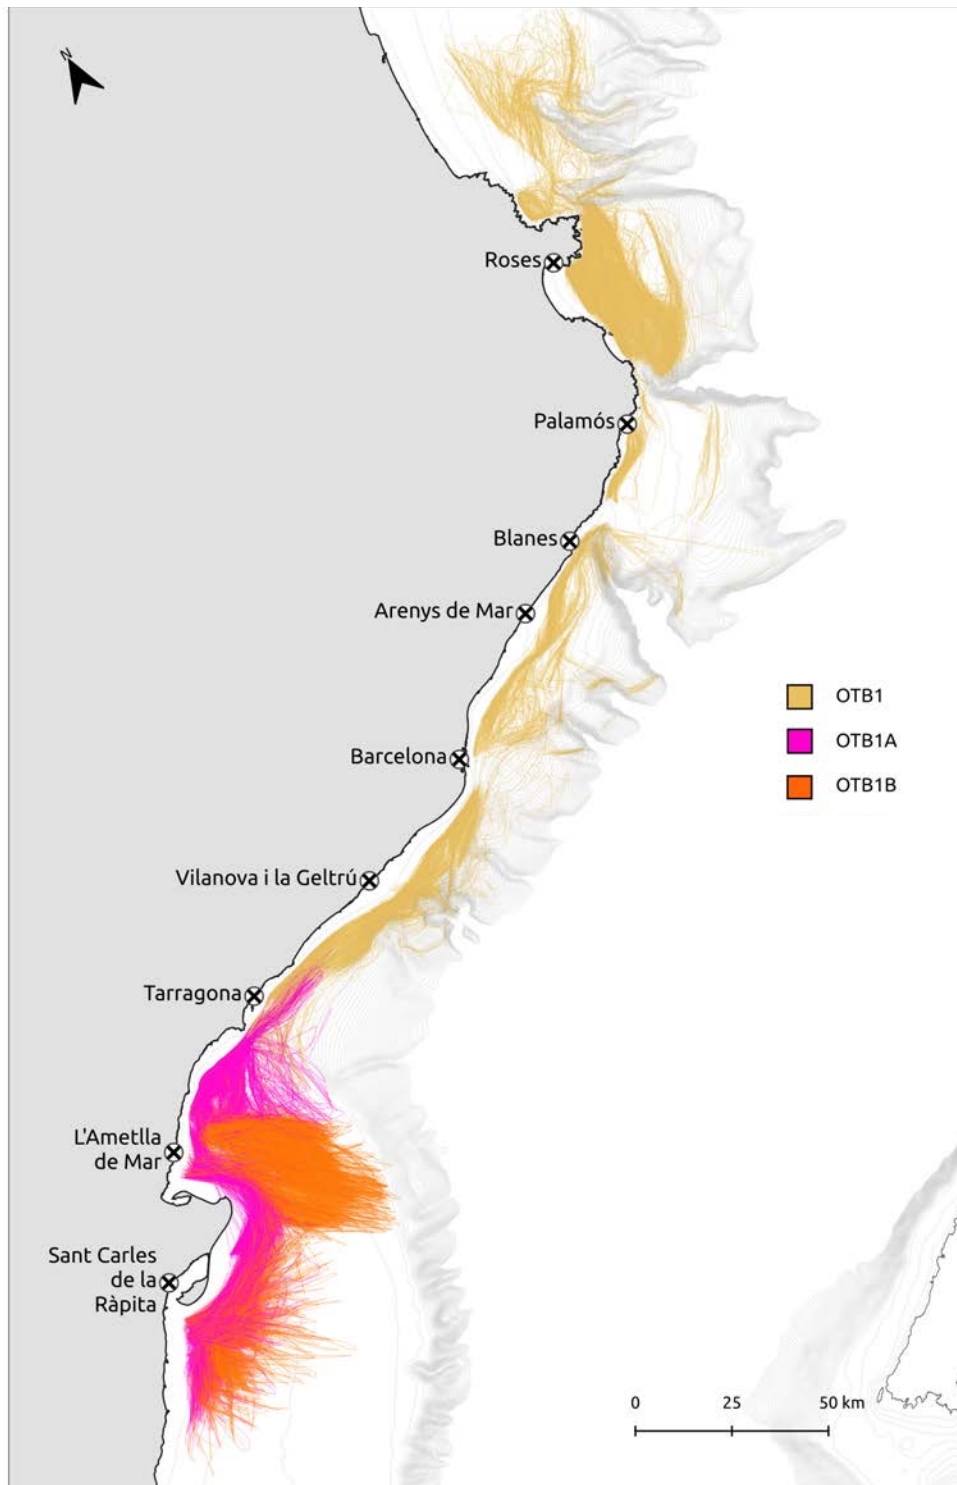 N
Roses
Palamós
Blanes
Arenys de Mar
OTB1
OTB1A
Barcelona
OTB1B
Vilanova i la Geltrú
Tarragona
L'Ametlla
de Mar
Sant Carles
de la
Ràpita
0 25 50 km